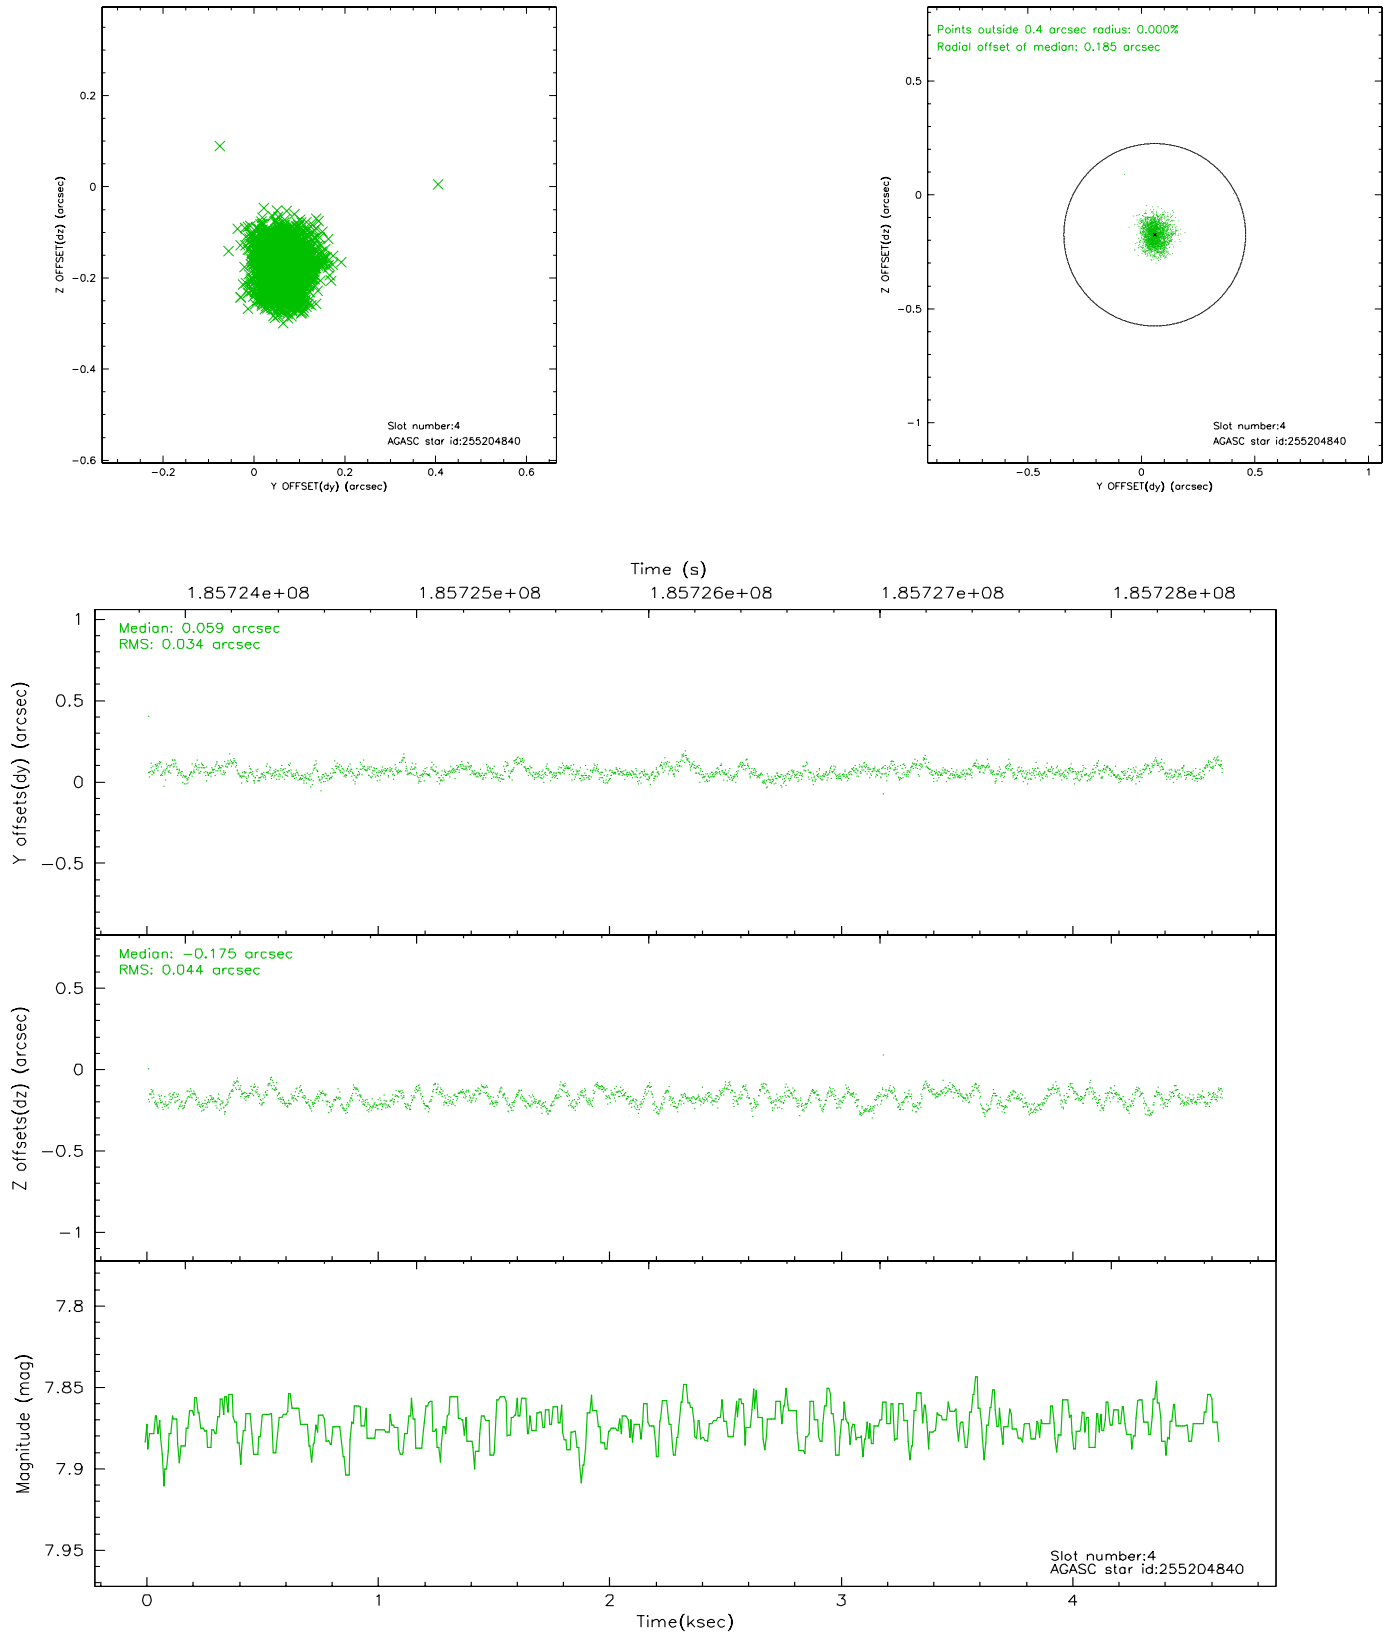 0.2
0
−0.2
−0.4
−0.6
Z OFFSET(dz) (arcsec)
Slot number:4
AGASC star id:255204840
−0.2
0
0.2
0.4
0.6
Y OFFSET(dy) (arcsec)
Points outside 0.4 arcsec radius: 0.000%
Radial offset of median: 0.185 arcsec
0.5
0
−0.5
−1
Z OFFSET(dz) (arcsec)
Slot number:4
AGASC star id:255204840
−0.5
0
0.5
1
Y OFFSET(dy) (arcsec)
Time (s)
1.85724e+08
1.85725e+08
1.85726e+08
1.85727e+08
1.85728e+08
Median: 0.059 arcsec
RMS: 0.034 arcsec
1
0.5
0
−0.5
Y offsets(dy) (arcsec)
Median: −0.175 arcsec
RMS: 0.044 arcsec
0.5
0
−0.5
−1
Z offsets(dz) (arcsec)
7.8
7.85
7.9
7.95
Magnitude (mag)
Slot number:4
AGASC star id:255204840
0
1
2
3
4
Time(ksec)